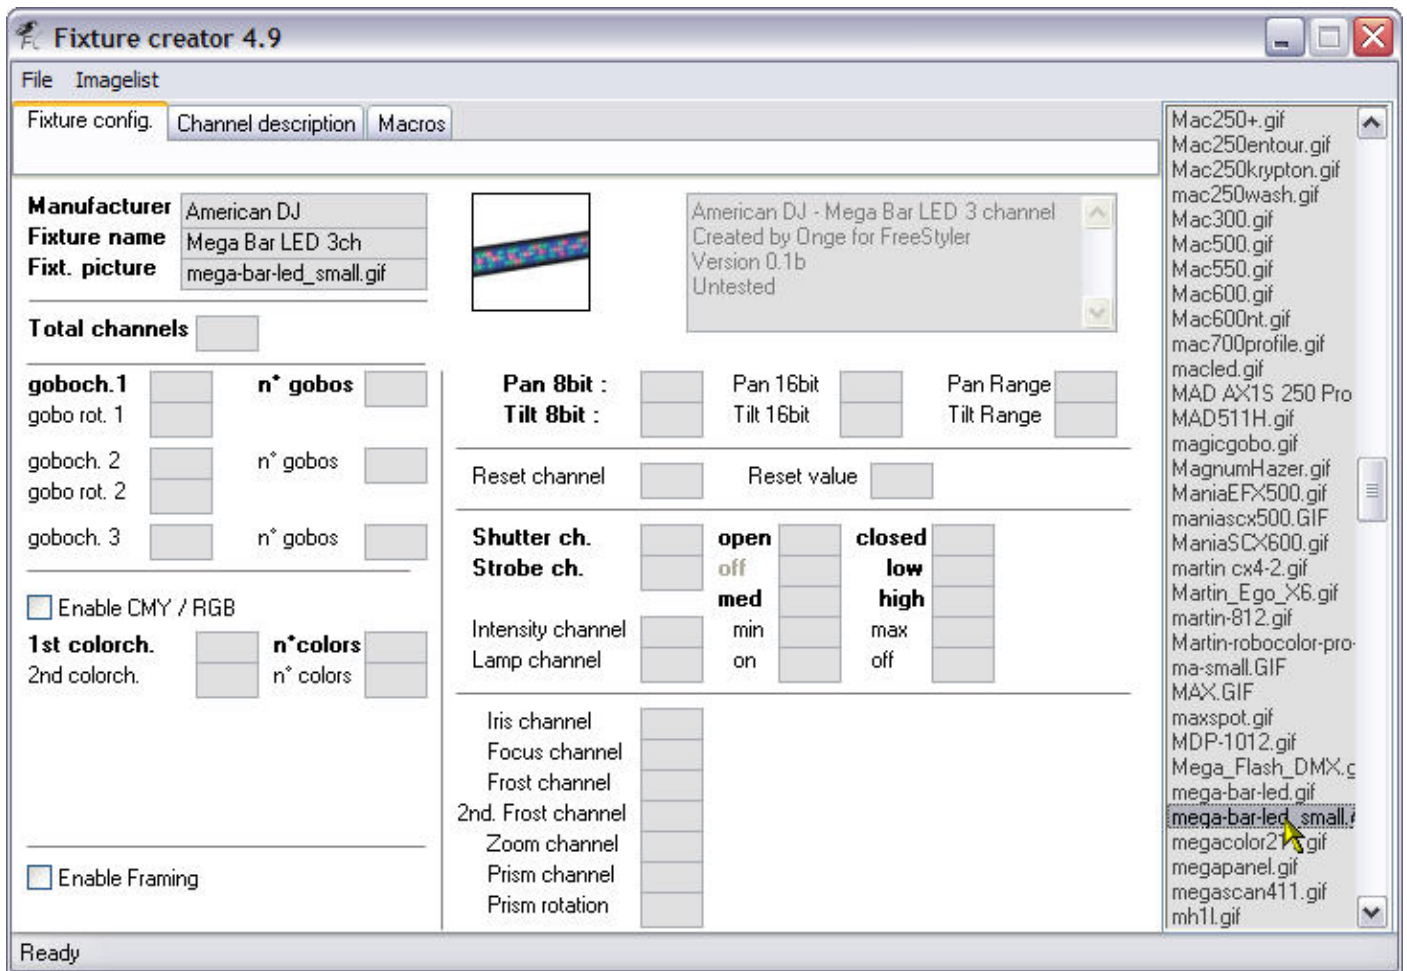 Fixture creator 4.9
File Imagelist
Fixture config. Channel description Macros
Manufacturer American DJ
Fixture name Mega Bar LED 3ch
Fixt. picture mega-bar-led_small.gif
American DJ - Mega Bar LED 3 channel
Created by Onge for FreeStyler
Version 0.1b
Untested
Total channels
goboch.1 n° gobos
gobo rot. 1
goboch. 2 n° gobos
gobo rot. 2
goboch. 3 n° gobos
Enable CMY / RGB
1st colorch. n°colors
2nd colorch. n° colors
Enable Framing
Pan 8bit : Pan 16bit Pan Range
Tilt 8bit : Tilt 16bit Tilt Range
Reset channel Reset value
Shutter ch. open closed
Strobe ch. off low
med high
Intensity channel min max
Lamp channel on off
Iris channel
Focus channel
Frost channel
2nd. Frost channel
Zoom channel
Prism channel
Prism rotation
Mac250+.gif
Mac250entour.gif
Mac250krypton.gif
mac250wash.gif
Mac300.gif
Mac500.gif
Mac550.gif
Mac600.gif
Mac600nt.gif
mac700profile.gif
macled.gif
MAD AX1S 250 Pro
MAD511H.gif
magicgobo.gif
MagnumHazer.gif
ManiaEFX500.gif
maniascx500.GIF
ManiaSCX600.gif
martin cx4-2.gif
Martin_Ego_X6.gif
martin-812.gif
Martin-robocolor-pro-
ma-small.GIF
MAX.GIF
maxspot.gif
MDP-1012.gif
Mega_Flash_DMX.g
mega-bar-led.gif
mega-bar-led_small.
megapanel.gif
megascan411.gif
mh1l.gif
Ready